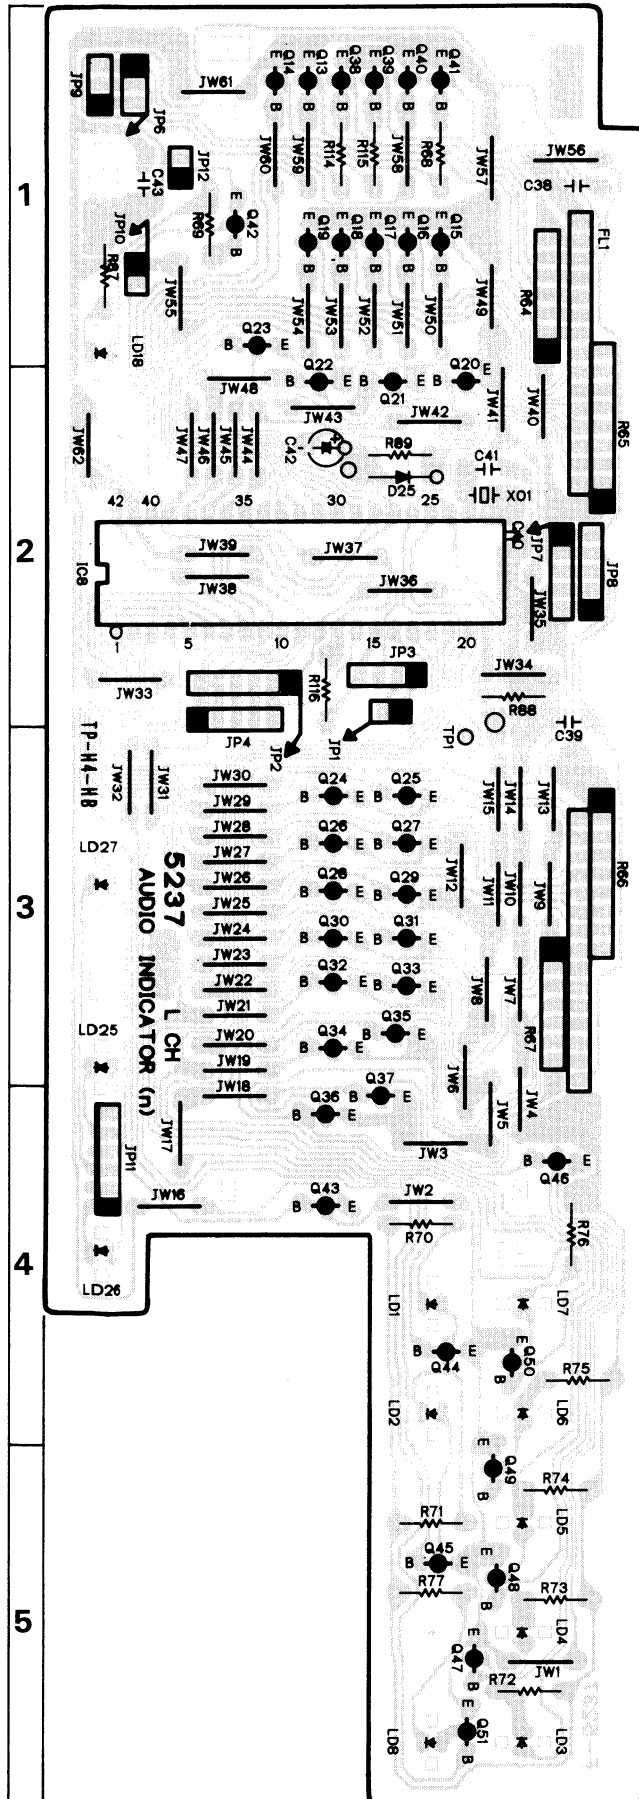 1
JP9
JP6
JW61
E Q14 B
E Q13 B
E Q38 B
E Q39 B
E Q40 B
E Q41 B
JW60
JW59
R114
R115
JW58
R68
JW57
JW56
C38
C43
JP12
JP10
R87
R69
E Q42 B
E Q19 B
E Q18 B
E Q17 B
E Q16 B
E Q15 B
FL1
R64
JW55
JW54
JW53
JW52
JW51
JW50
JW49
LD18
Q23
B E
Q22
B E
B E
Q21
Q20
B E
R65
JW48
JW43
JW42
JW41
JW40
JW62
JW47
JW46
JW45
JW44
C42
- +
R89
D25
C41
X01
42 40 35 30 25
2
IC8
JW39
JW38
JW37
JW36
C40
JP7
JP8
JW35
1 5 10 15 20
JW33
JP4
JP2
R116
JP3
JP1
TP1
JW34
R88
C39
TP-H4-HB
JW32
JW31
JW30
JW29
JW28
JW27
JW26
JW25
JW24
JW23
JW22
JW21
JW20
JW19
JW18
Q24
B E
Q25
B E
Q26
B E
Q27
B E
Q28
B E
Q29
B E
Q30
B E
Q31
B E
Q32
B E
Q33
B E
Q34
B E
Q35
B E
Q36
B E
Q37
B E
JW15
JW14
JW13
JW12
JW11
JW10
JW9
R66
3
LD27
5237 L CH
AUDIO INDICATOR (n)
LD25
JW8
JW7
R67
JW6
JW5
JW4
JW3
JP11
JW17
JW16
Q43
B E
JW2
R70
B E
Q46
R76
4
LD26
LD1
LD7
B E
Q44
E Q50 B
R75
LD2
LD6
E Q49 B
R74
R71
LD5
Q45
B E
R77
E Q48 B
R73
5
LD4
E Q47 B
JW1
R72
E Q51 B
LD8
LD3
F-5237